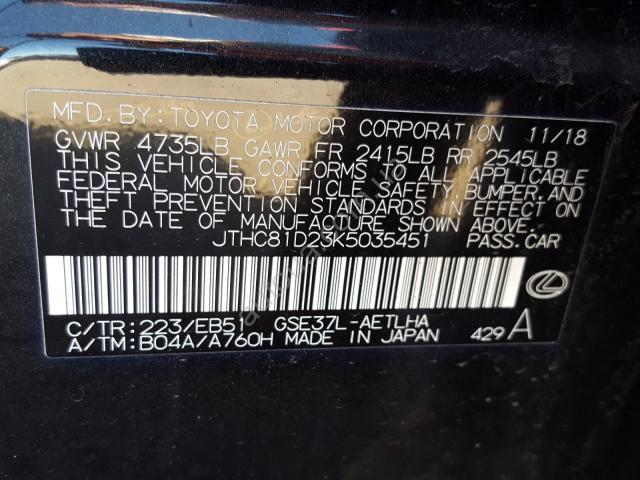 MFD. BY: TOYOTA MOTOR CORPORATION 11/18
GVWR 4735LB GAWR FR 2415LB RR 2545LB
THIS VEHICLE CONFORMS TO ALL APPLICABLE
FEDERAL MOTOR VEHICLE SAFETY, BUMPER, AND
THEFT PREVENTION STANDARDS IN EFFECT ON
THE DATE OF MANUFACTURE SHOWN ABOVE.
JTHC81D23K5035451 PASS.CAR
C/TR: 223/EB51 GSE37L-AETLHA
A/TM: B04A/A760H MADE IN JAPAN 429 A